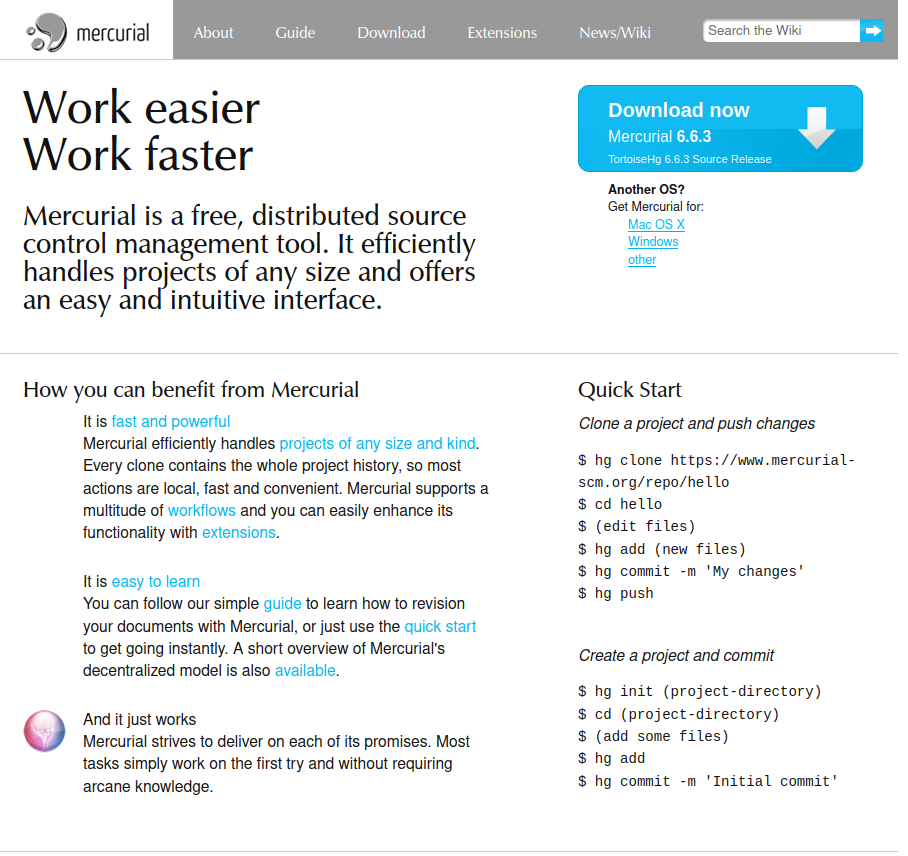 mercurial
About
Guide
Download
Extensions
News/Wiki
Search the Wiki
Work easier
Work faster
Mercurial is a free, distributed source
control management tool. It efficiently
handles projects of any size and offers
an easy and intuitive interface.
Download now
Mercurial 6.6.3
TortoiseHg 6.6.3 Source Release
Another OS?
Get Mercurial for:
Mac OS X
Windows
other
How you can benefit from Mercurial
It is fast and powerful
Mercurial efficiently handles projects of any size and kind.
Every clone contains the whole project history, so most
actions are local, fast and convenient. Mercurial supports a
multitude of workflows and you can easily enhance its
functionality with extensions.
It is easy to learn
You can follow our simple guide to learn how to revision
your documents with Mercurial, or just use the quick start
to get going instantly. A short overview of Mercurial's
decentralized model is also available.
And it just works
Mercurial strives to deliver on each of its promises. Most
tasks simply work on the first try and without requiring
arcane knowledge.
Quick Start
Clone a project and push changes
$ hg clone https://www.mercurial-
scm.org/repo/hello
$ cd hello
$ (edit files)
$ hg add (new files)
$ hg commit -m 'My changes'
$ hg push
Create a project and commit
$ hg init (project-directory)
$ cd (project-directory)
$ (add some files)
$ hg add
$ hg commit -m 'Initial commit'